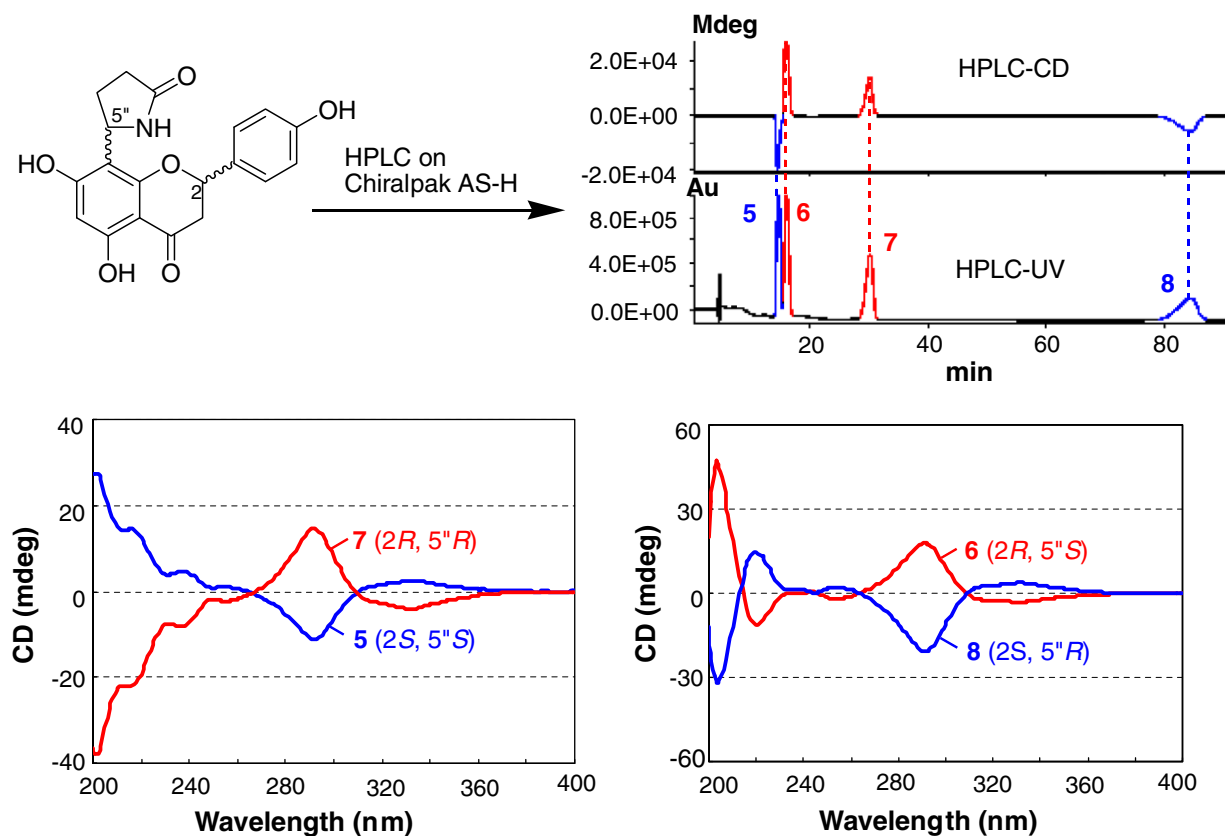 O
5"
NH
OH
HO
O
2
OH
O
HPLC on
Chiralpak AS-H
Mdeg
2.0E+04
0.0E+00
-2.0E+04
HPLC-CD
Au
8.0E+05
4.0E+05
0.0E+00
5
6
7
8
HPLC-UV
20
40
60
80
min
40
20
0
-20
-40
CD (mdeg)
7 (2R, 5"R)
5 (2S, 5"S)
200
240
280
320
360
400
Wavelength (nm)
60
30
0
-30
-60
CD (mdeg)
6 (2R, 5"S)
8 (2S, 5"R)
200
240
280
320
360
400
Wavelength (nm)